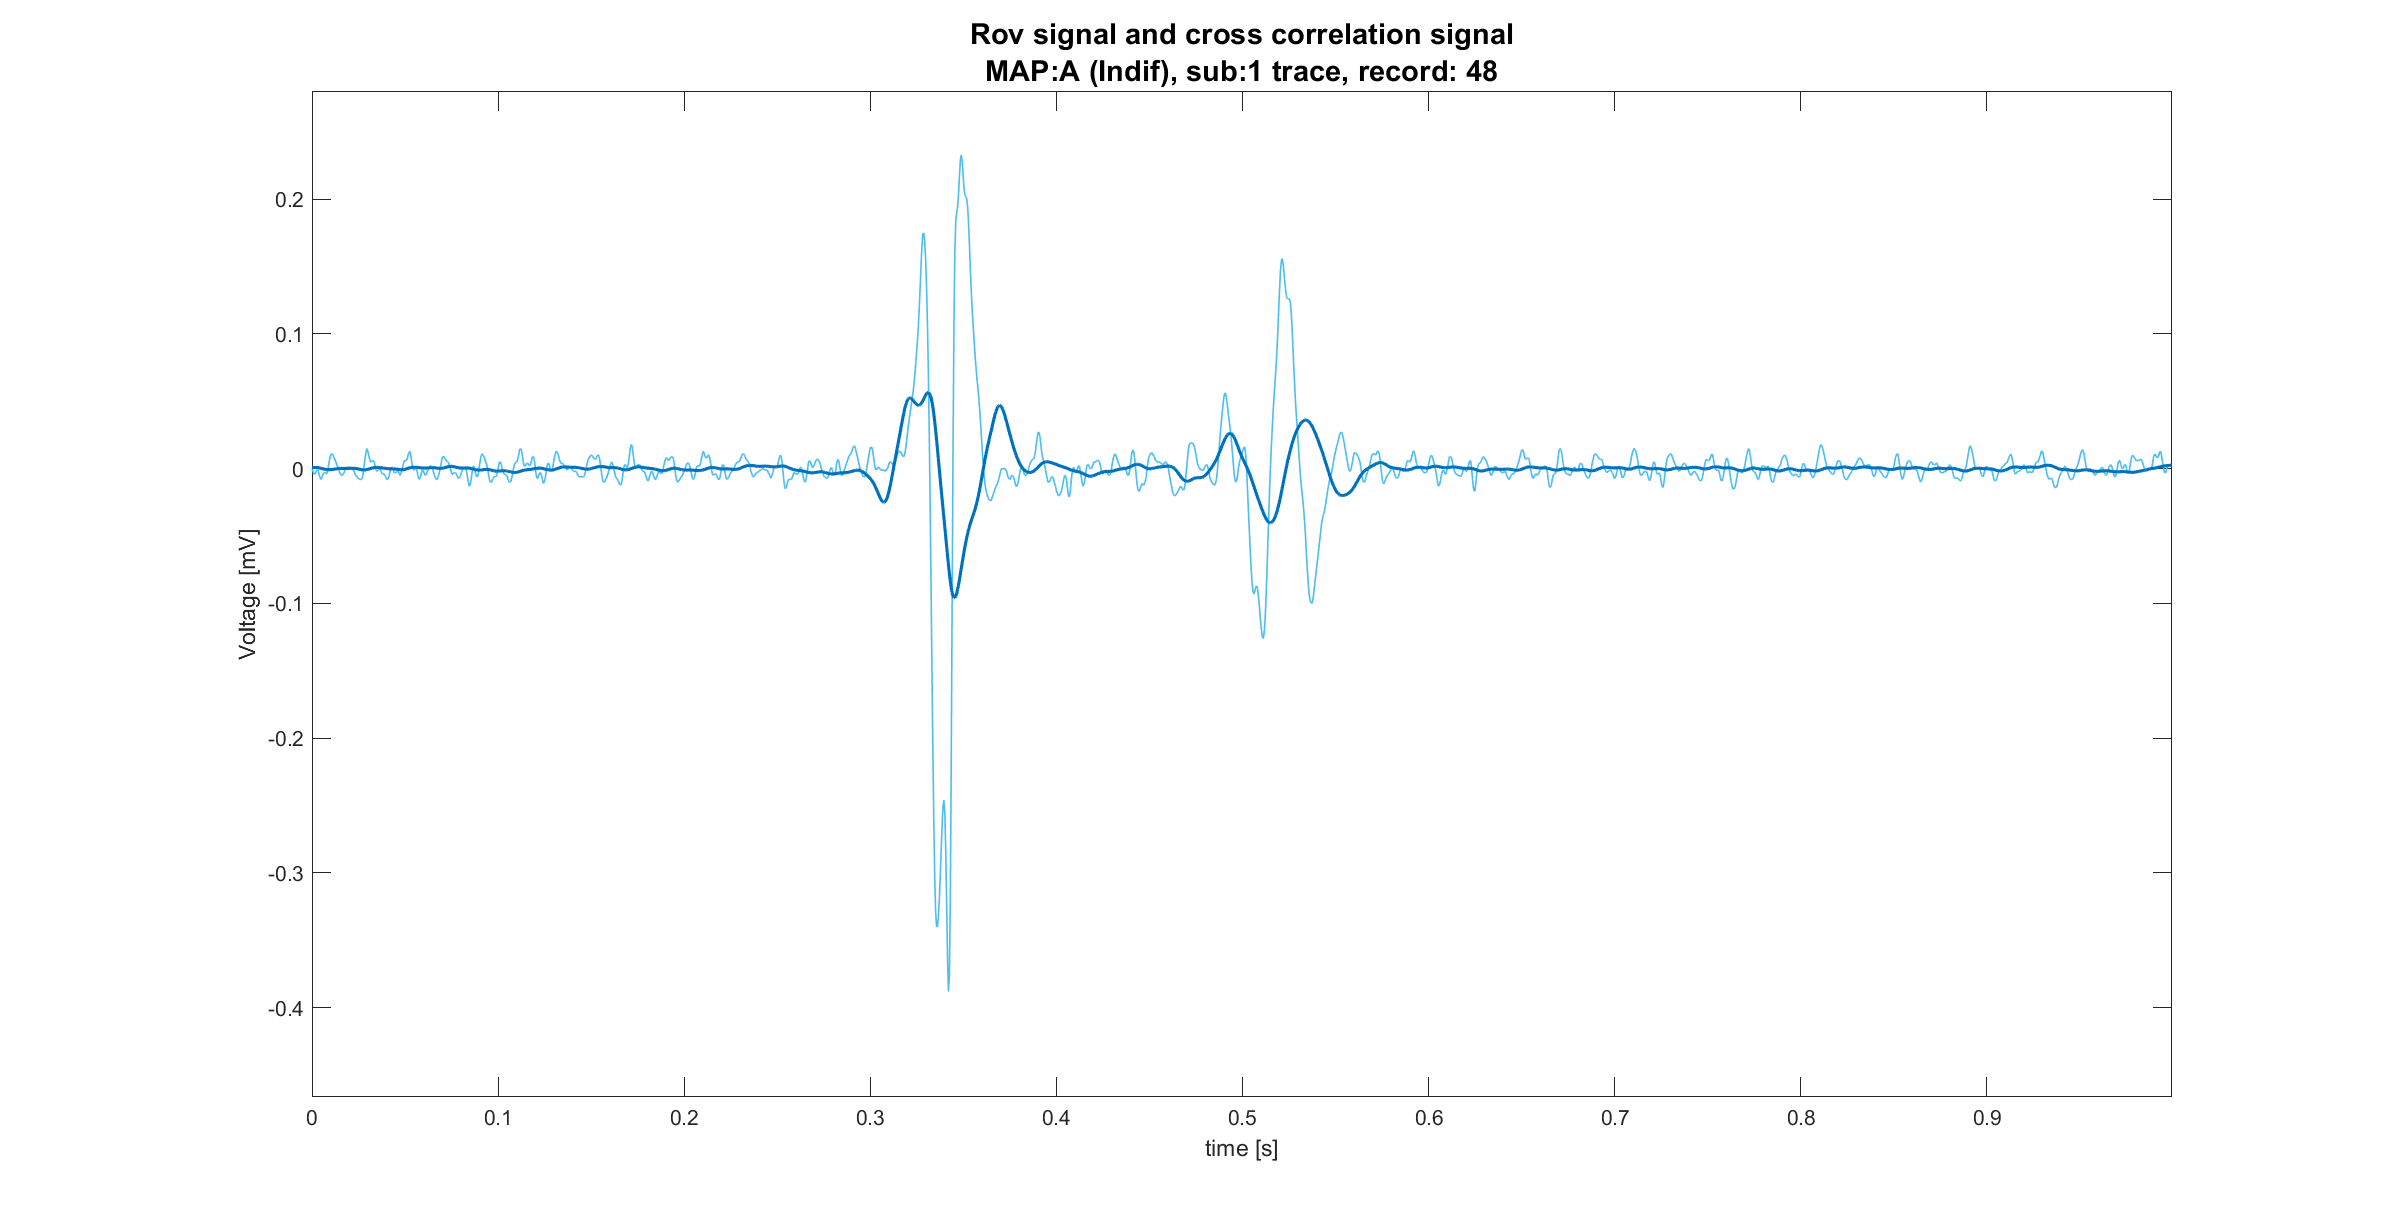 Rov signal and cross correlation signal
MAP:A (Indif), sub:1 trace, record: 48
0.2
0.1
0
-0.1
-0.2
-0.3
-0.4
Voltage [mV]
0 0.1 0.2 0.3 0.4 0.5 0.6 0.7 0.8 0.9
time [s]